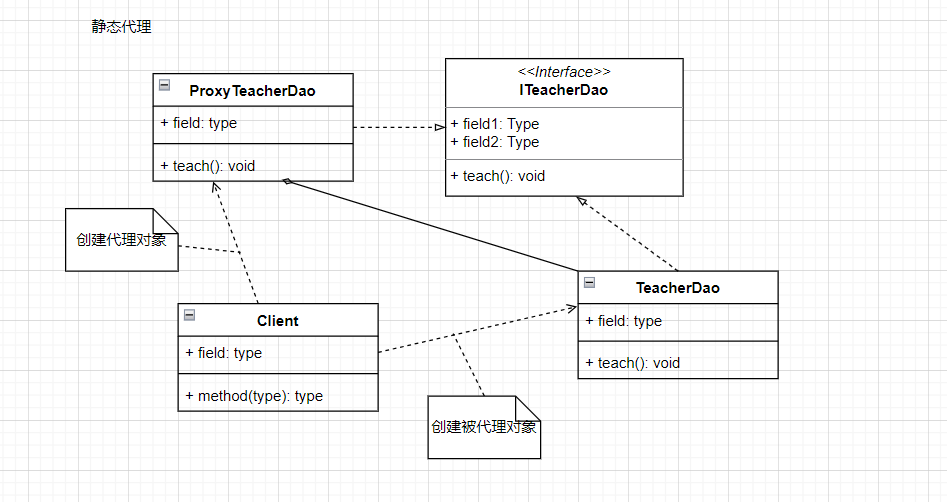 静态代理
ProxyTeacherDao
+ field: type
+ teach(): void
<<Interface>>
ITeacherDao
+ field1: Type
+ field2: Type
+ teach(): void
创建代理对象
Client
+ field: type
+ method(type): type
TeacherDao
+ field: type
+ teach(): void
创建被代理对象